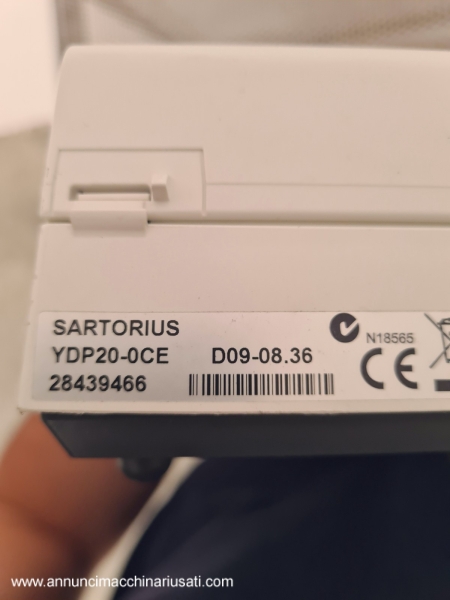 SARTORIUS
YDP20-0CE D09-08.36
28439466
N18565
CE
www.annuncimacchinariusati.com